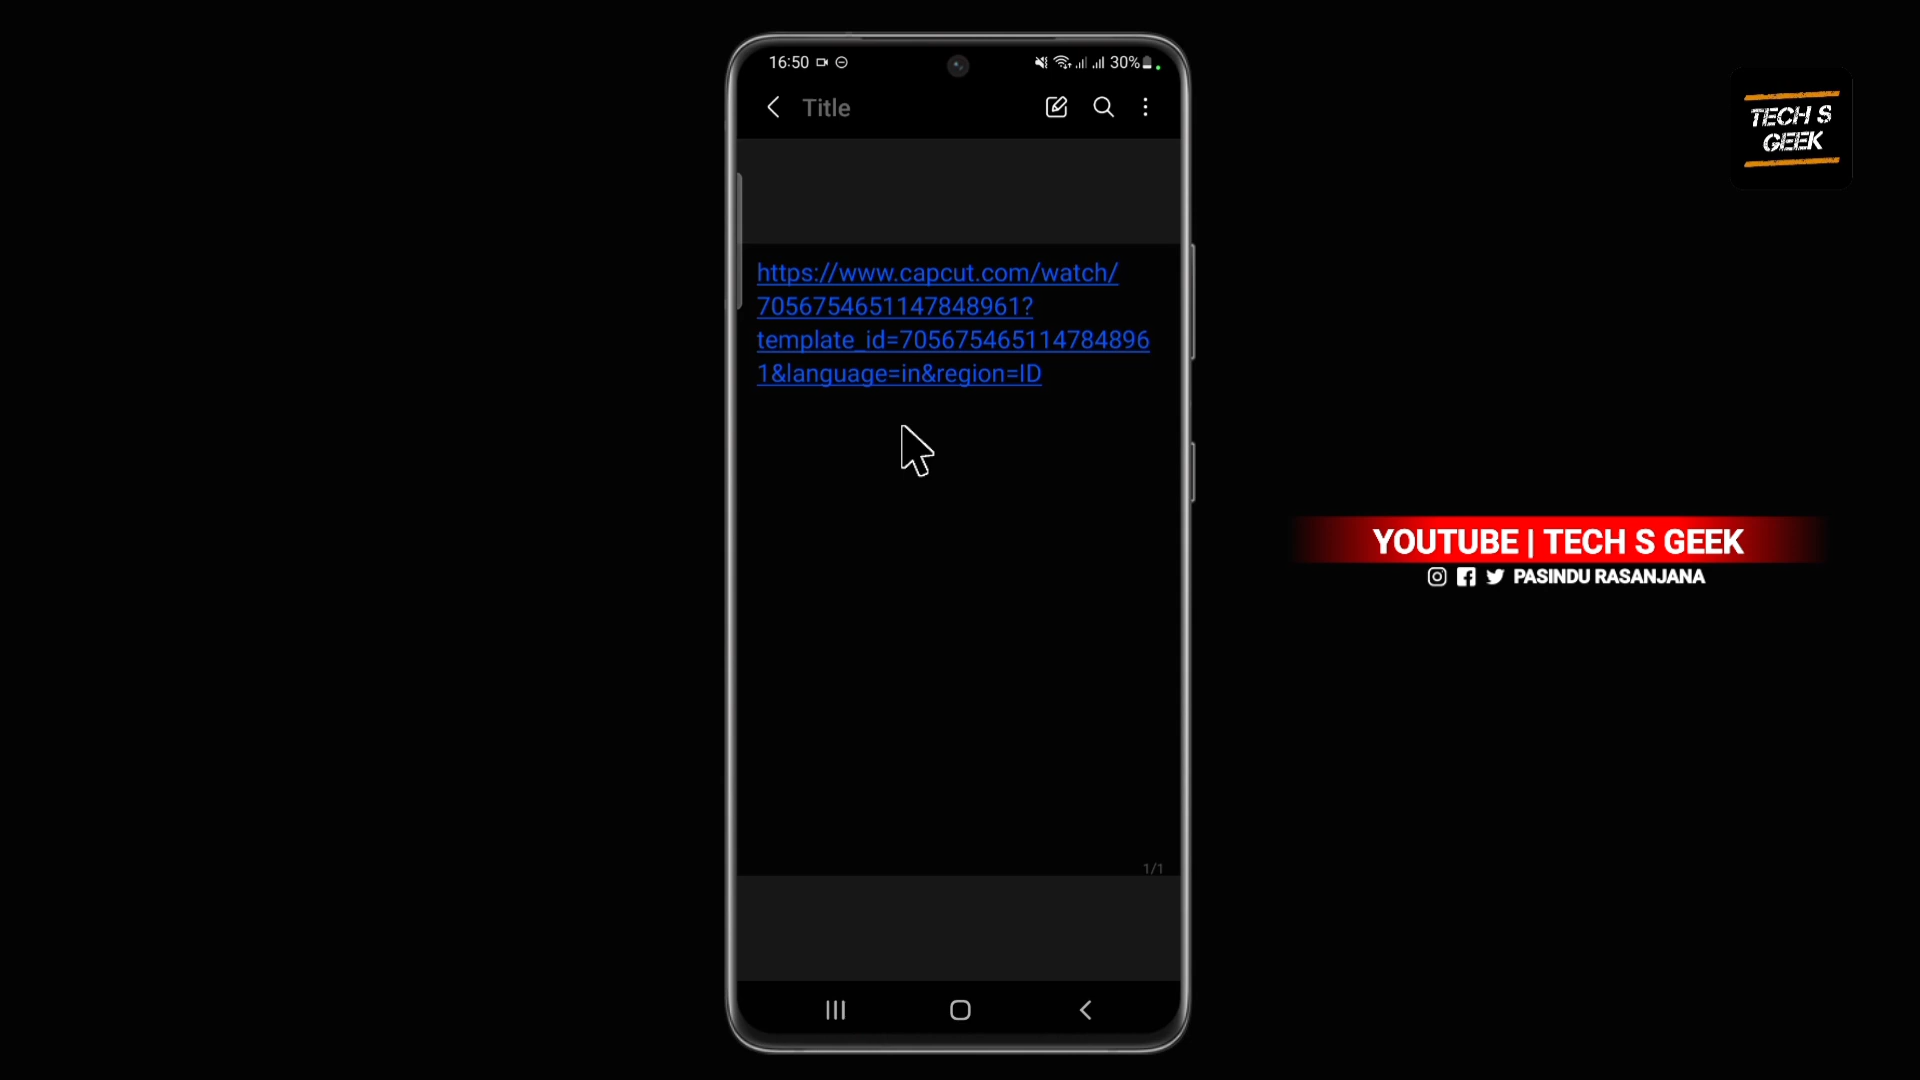 16:50
30%
Title
https://www.capcut.com/watch/
7056754651147848961?
template_id=705675465114784896
1&language=in&region=ID
1/1
TECH S
GEEK
YOUTUBE | TECH S GEEK
PASINDU RASANJANA